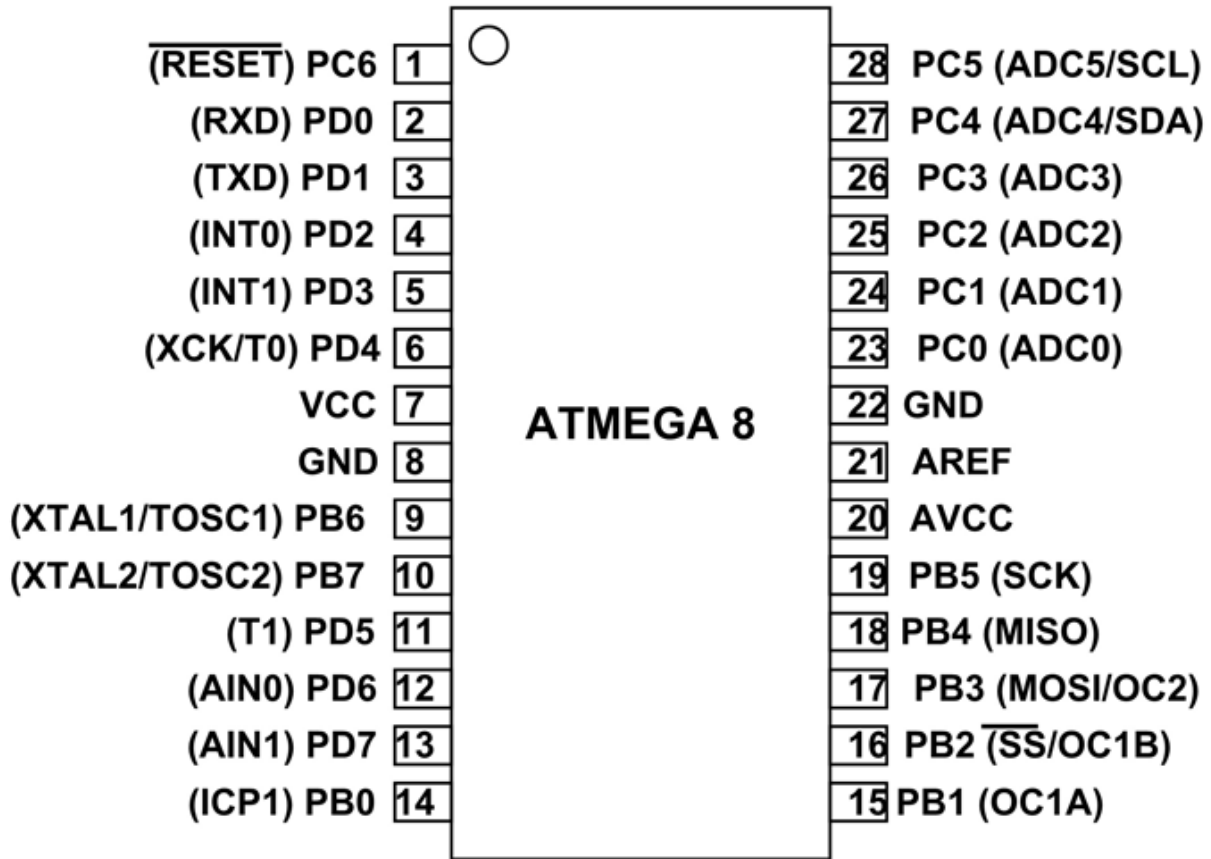 (RESET) PC6 1
(RXD) PD0 2
(TXD) PD1 3
(INT0) PD2 4
(INT1) PD3 5
(XCK/T0) PD4 6
VCC 7
GND 8
(XTAL1/TOSC1) PB6 9
(XTAL2/TOSC2) PB7 10
(T1) PD5 11
(AIN0) PD6 12
(AIN1) PD7 13
(ICP1) PB0 14
ATMEGA 8
28 PC5 (ADC5/SCL)
27 PC4 (ADC4/SDA)
26 PC3 (ADC3)
25 PC2 (ADC2)
24 PC1 (ADC1)
23 PC0 (ADC0)
22 GND
21 AREF
20 AVCC
19 PB5 (SCK)
18 PB4 (MISO)
17 PB3 (MOSI/OC2)
16 PB2 (SS/OC1B)
15 PB1 (OC1A)